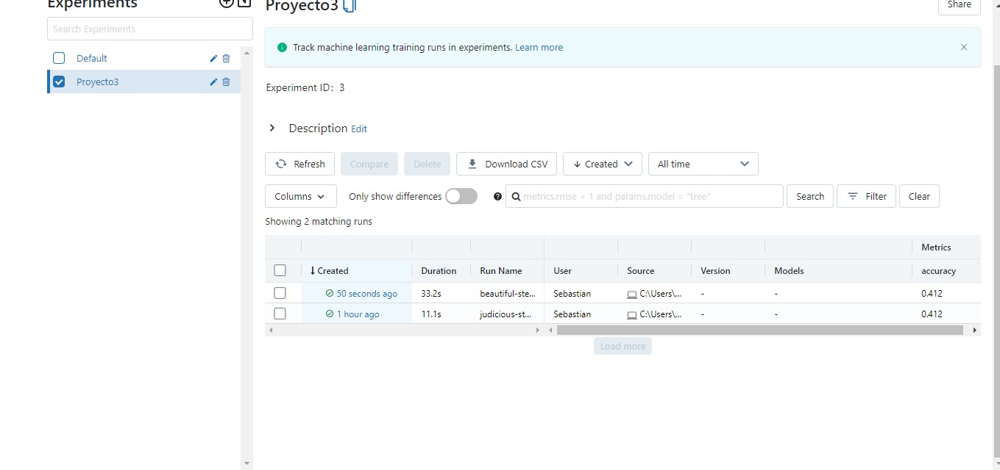 Experiments
Search Experiments
Default
Proyecto3
Proyecto3
Share
Track machine learning training runs in experiments. Learn more
Experiment ID: 3
Description Edit
Refresh Compare Delete Download CSV Created All time
Columns Only show differences metrics.rmse < 1 and params.model = "tree" Search Filter Clear
Showing 2 matching runs
Metrics
Created Duration Run Name User Source Version Models accuracy
50 seconds ago 33.2s beautiful-ste... Sebastian C:\Users\... - - 0.412
1 hour ago 11.1s judicious-st... Sebastian C:\Users\... - - 0.412
Load more